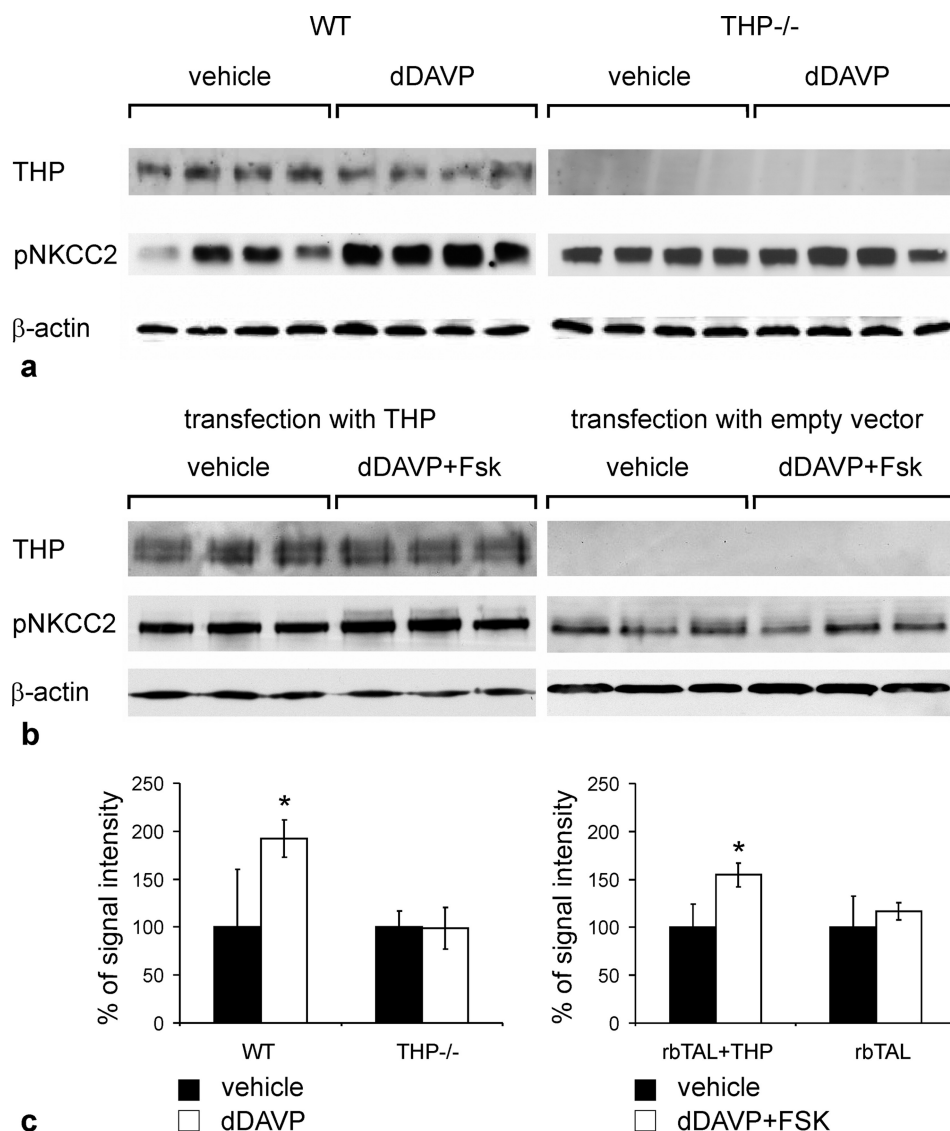 WT THP-/-
vehicle dDAVP vehicle dDAVP
THP
pNKCC2
β-actin
a
transfection with THP transfection with empty vector
vehicle dDAVP+Fsk vehicle dDAVP+Fsk
THP
pNKCC2
β-actin
b
% of signal intensity
250
200
150
100
50
0
*
WT THP-/-
vehicle
dDAVP
% of signal intensity
250
200
150
100
50
0
*
rbTAL+THP rbTAL
vehicle
dDAVP+FSK
c